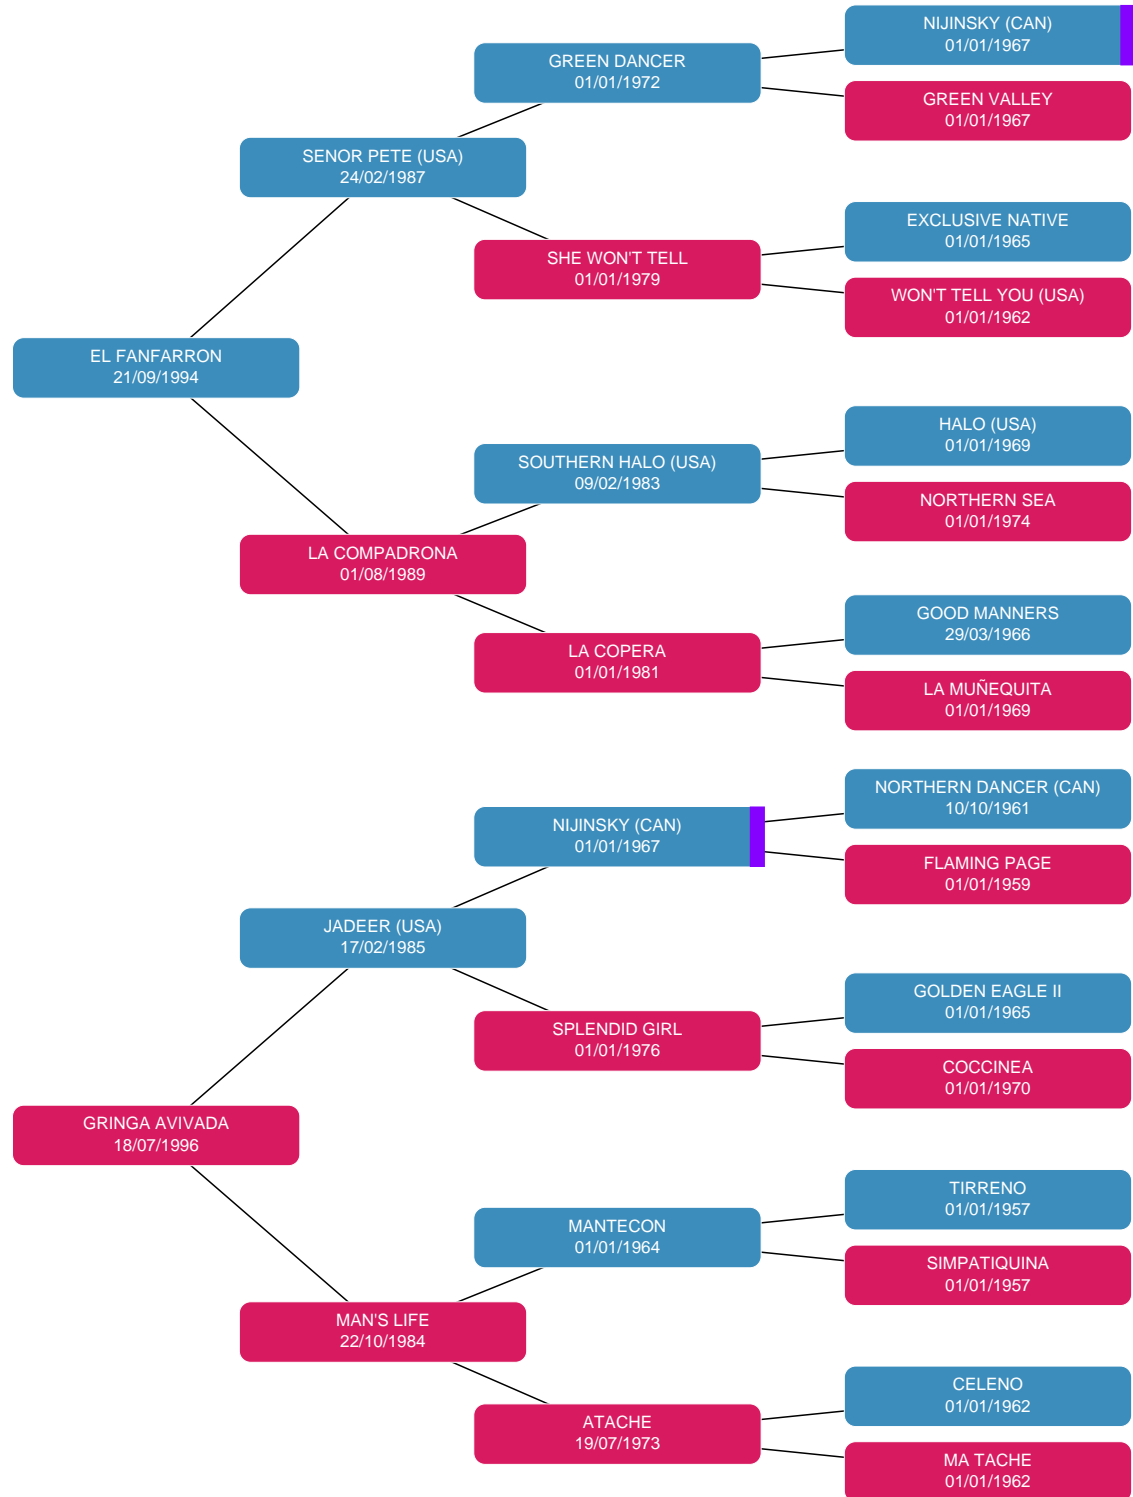 NIJINSKY (CAN)
01/01/1967
GREEN DANCER
01/01/1972
GREEN VALLEY
01/01/1967
SENOR PETE (USA)
24/02/1987
EXCLUSIVE NATIVE
01/01/1965
SHE WON'T TELL
01/01/1979
WON'T TELL YOU (USA)
01/01/1962
EL FANFARRON
21/09/1994
HALO (USA)
01/01/1969
SOUTHERN HALO (USA)
09/02/1983
NORTHERN SEA
01/01/1974
LA COMPADRONA
01/08/1989
GOOD MANNERS
29/03/1966
LA COPERA
01/01/1981
LA MUÑEQUITA
01/01/1969
NORTHERN DANCER (CAN)
10/10/1961
NIJINSKY (CAN)
01/01/1967
FLAMING PAGE
01/01/1959
JADEER (USA)
17/02/1985
GOLDEN EAGLE II
01/01/1965
SPLENDID GIRL
01/01/1976
COCCINEA
01/01/1970
GRINGA AVIVADA
18/07/1996
TIRRENO
01/01/1957
MANTECON
01/01/1964
SIMPATIQUINA
01/01/1957
MAN'S LIFE
22/10/1984
CELENO
01/01/1962
ATACHE
19/07/1973
MA TACHE
01/01/1962